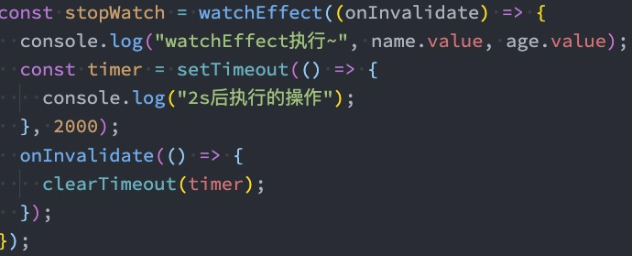 const stopWatch = watchEffect((onInvalidate) => {
  console.log("watchEffect执行~", name.value, age.value);
  const timer = setTimeout(() => {
    console.log("2s后执行的操作");
  }, 2000);
  onInvalidate(() => {
    clearTimeout(timer);
  });
});